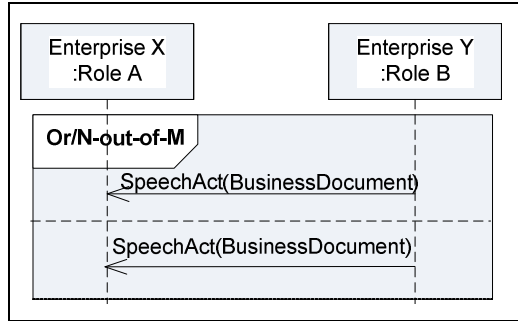 Enterprise X
:Role A
Enterprise Y
:Role B
Or/N-out-of-M
SpeechAct(BusinessDocument)
SpeechAct(BusinessDocument)